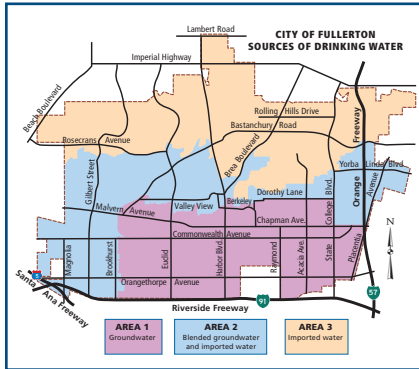 Lambert Road
CITY OF FULLERTON
SOURCES OF DRINKING WATER
Imperial Highway
Beach Boulevard
Rolling Hills Drive
Bastanchury Road
Freeway
Rosecrans Avenue
Brea Boulevard
Gilbert Street
Yorba Linda Blvd
Dorothy Lane
Valley View
Berkeley
Malvern Avenue
Chapman Ave.
College Blvd.
Orange
Avenue
Commonwealth Avenue
N
Magnolia
Brookhurst
Euclid
Harbor Blvd.
Raymond
Acacia Ave.
State
Placentia
Orangethorpe Avenue
5
Santa Ana Freeway
Riverside Freeway
91
57
AREA 1
Groundwater
AREA 2
Blended groundwater
and imported water
AREA 3
Imported water